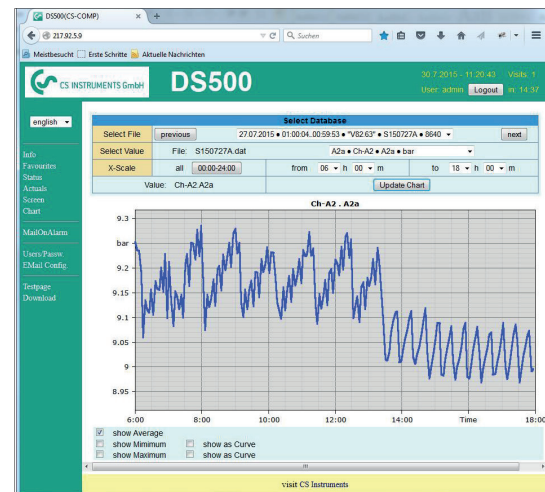 DS500(CS-COMP)
217.92.5.9
Suchen
Meistbesucht Erste Schritte Aktuelle Nachrichten
CS INSTRUMENTS GmbH
DS500
30.7.2015 - 11:20:43 Visits: 1
User: admin Logout in: 14:37
english
Info
Favourites
Status
Actuals
Screen
Chart
MailOnAlarm
Users/Passw.
EMail Config.
Testpage
Download
Select Database
Select File previous 27.07.2015 • 01:00:04..00:59:53 • "V82.63" • S150727A • 8640 next
Select Value File: S150727A.dat A2a • Ch-A2 • A2a • bar
X-Scale all 00:00-24:00 from 06 h 00 m to 18 h 00 m
Value: Ch-A2.A2a Update Chart
Ch-A2 . A2a
9.3
bar
9.2
9.15
9.1
9.05
9
8.95
6:00 8:00 10:00 12:00 14:00 Time 18:00
show Average
show Mimimum show as Curve
show Maximum show as Curve
visit CS Instruments